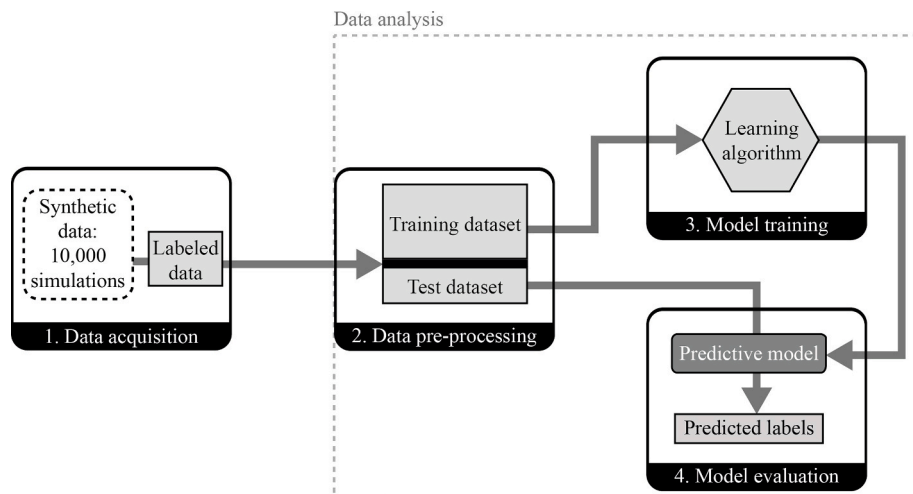 Data analysis
Synthetic
data:
10,000
simulations
Labeled
data
1. Data acquisition
Training dataset
Test dataset
2. Data pre-processing
Learning
algorithm
3. Model training
Predictive model
Predicted labels
4. Model evaluation